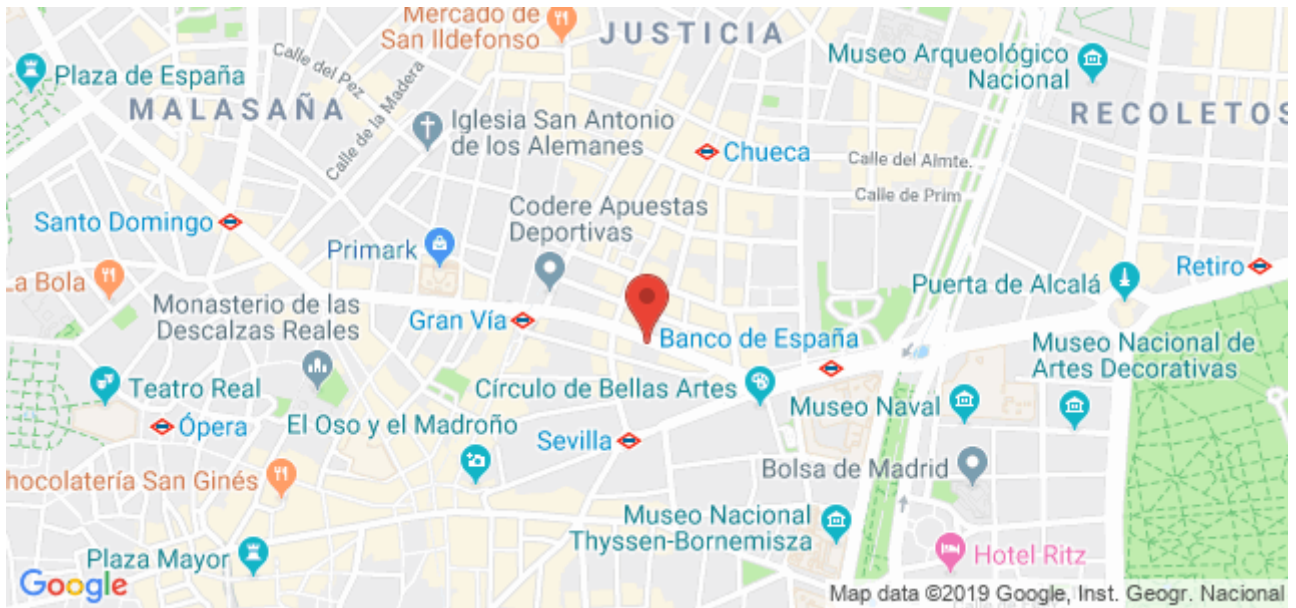 Mercado de
San Ildefonso
JUSTICIA
Museo Arqueológico
Nacional
Plaza de España
Calle del Pez
MALASAÑA
Calle de la Madera
RECOLETOS
Iglesia San Antonio
de los Alemanes
Chueca
Calle del Almte.
Calle de Prim
Santo Domingo
Codere Apuestas
Deportivas
Primark
La Bola
Retiro
Puerta de Alcalá
Monasterio de las
Descalzas Reales
Gran Vía
Banco de España
Museo Nacional de
Artes Decorativas
Teatro Real
Círculo de Bellas Artes
Museo Naval
Ópera
El Oso y el Madroño
Sevilla
hocolatería San Ginés
Bolsa de Madrid
Museo Nacional
Thyssen-Bornemisza
Plaza Mayor
Hotel Ritz
Google
Map data ©2019 Google, Inst. Geogr. Nacional